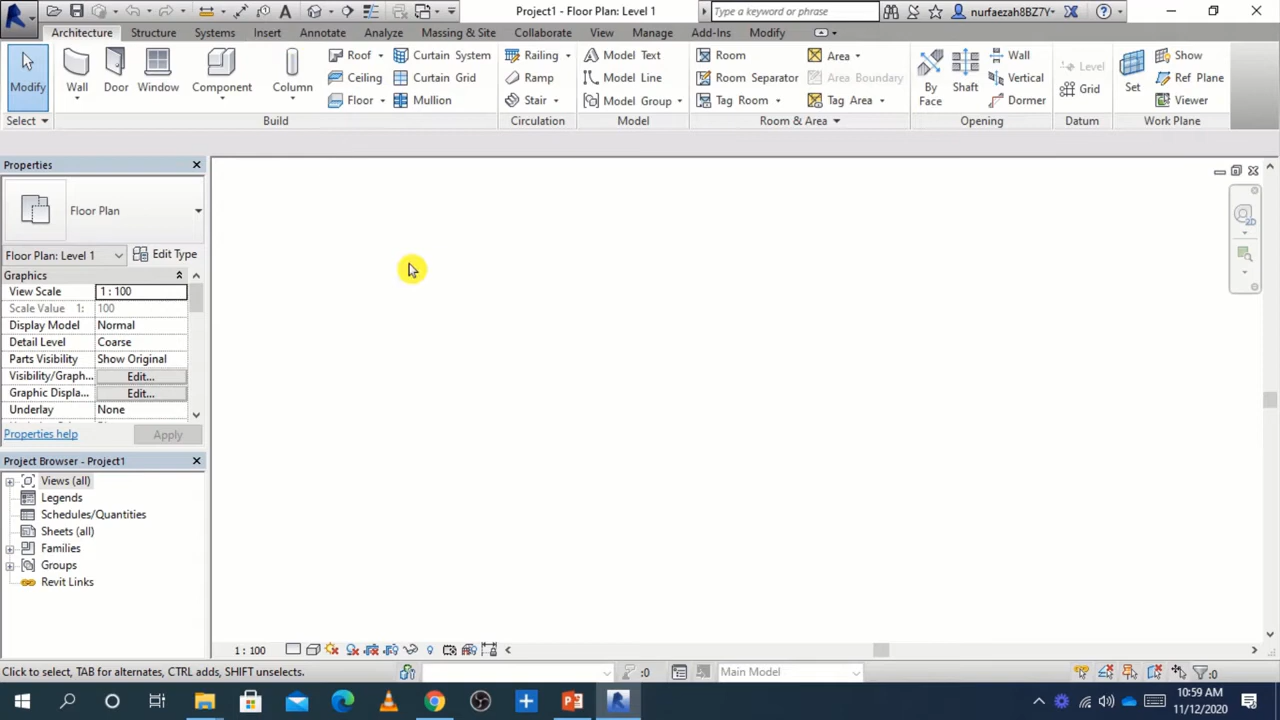 Project1 - Floor Plan: Level 1
Type a keyword or phrase
nurfaezah8BZ7Y
Architecture Structure Systems Insert Annotate Analyze Massing & Site Collaborate View Manage Add-Ins Modify
Modify
Select
Wall
Door
Window
Component
Column
Roof
Ceiling
Floor
Curtain System
Curtain Grid
Mullion
Build
Railing
Ramp
Stair
Circulation
Model Text
Model Line
Model Group
Model
Room
Room Separator
Tag Room
Area
Area Boundary
Tag Area
Room & Area
By Face
Shaft
Wall
Vertical
Dormer
Opening
Level
Grid
Datum
Set
Show
Ref Plane
Viewer
Work Plane
Properties
Floor Plan
Floor Plan: Level 1
Edit Type
Graphics
View Scale 1 : 100
Scale Value 1: 100
Display Model Normal
Detail Level Coarse
Parts Visibility Show Original
Visibility/Graph... Edit...
Graphic Displa... Edit...
Underlay None
Properties help
Apply
Project Browser - Project1
Views (all)
Legends
Schedules/Quantities
Sheets (all)
Families
Groups
Revit Links
2D
1 : 100
Click to select, TAB for alternates, CTRL adds, SHIFT unselects.
:0
Main Model
:0
10:59 AM
11/12/2020